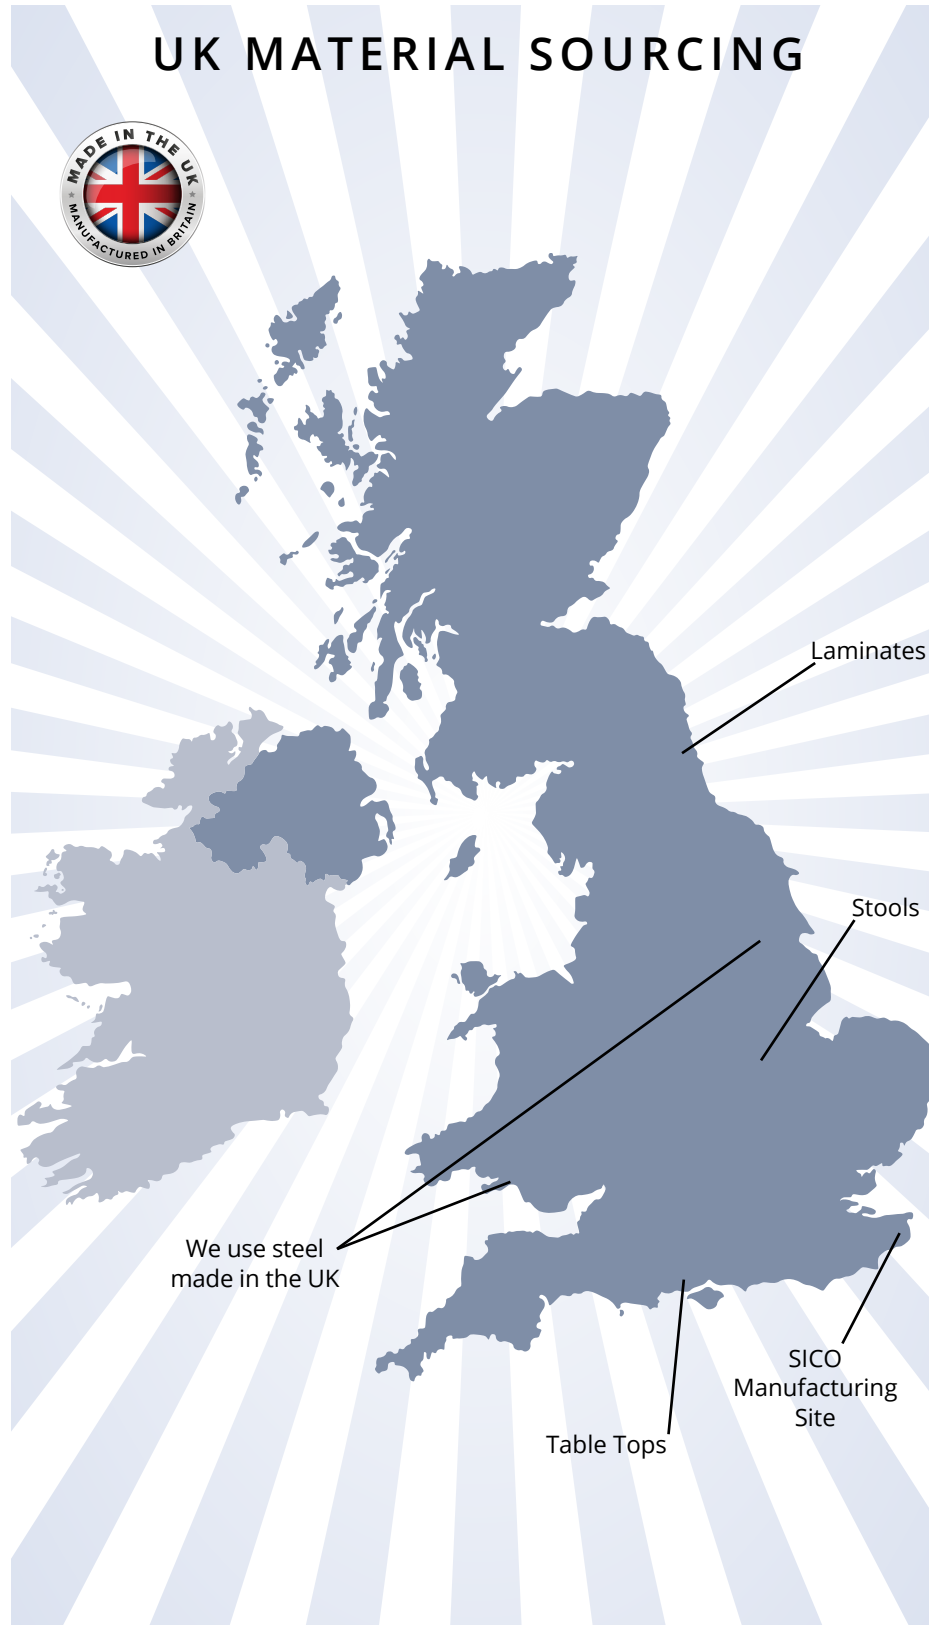 UK MATERIAL SOURCING
MADE IN THE UK
MANUFACTURED IN BRITAIN
Laminates
Stools
We use steel
made in the UK
SICO
Manufacturing
Site
Table Tops